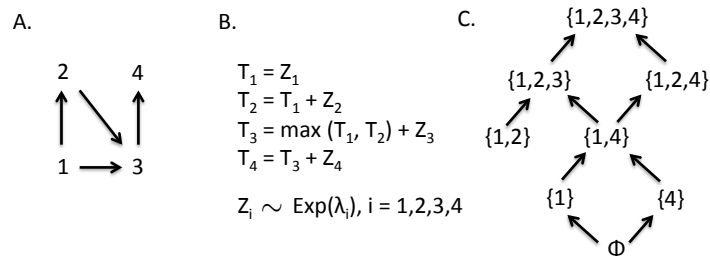 A.
2 4
1 3
B.
T₁ = Z₁
T₂ = T₁ + Z₂
T₃ = max (T₁, T₂) + Z₃
T₄ = T₃ + Z₄
Zᵢ ~ Exp(λᵢ), i = 1,2,3,4
C.
{1,2,3,4}
{1,2,3} {1,2,4}
{1,2} {1,4}
{1} {4}
Φ